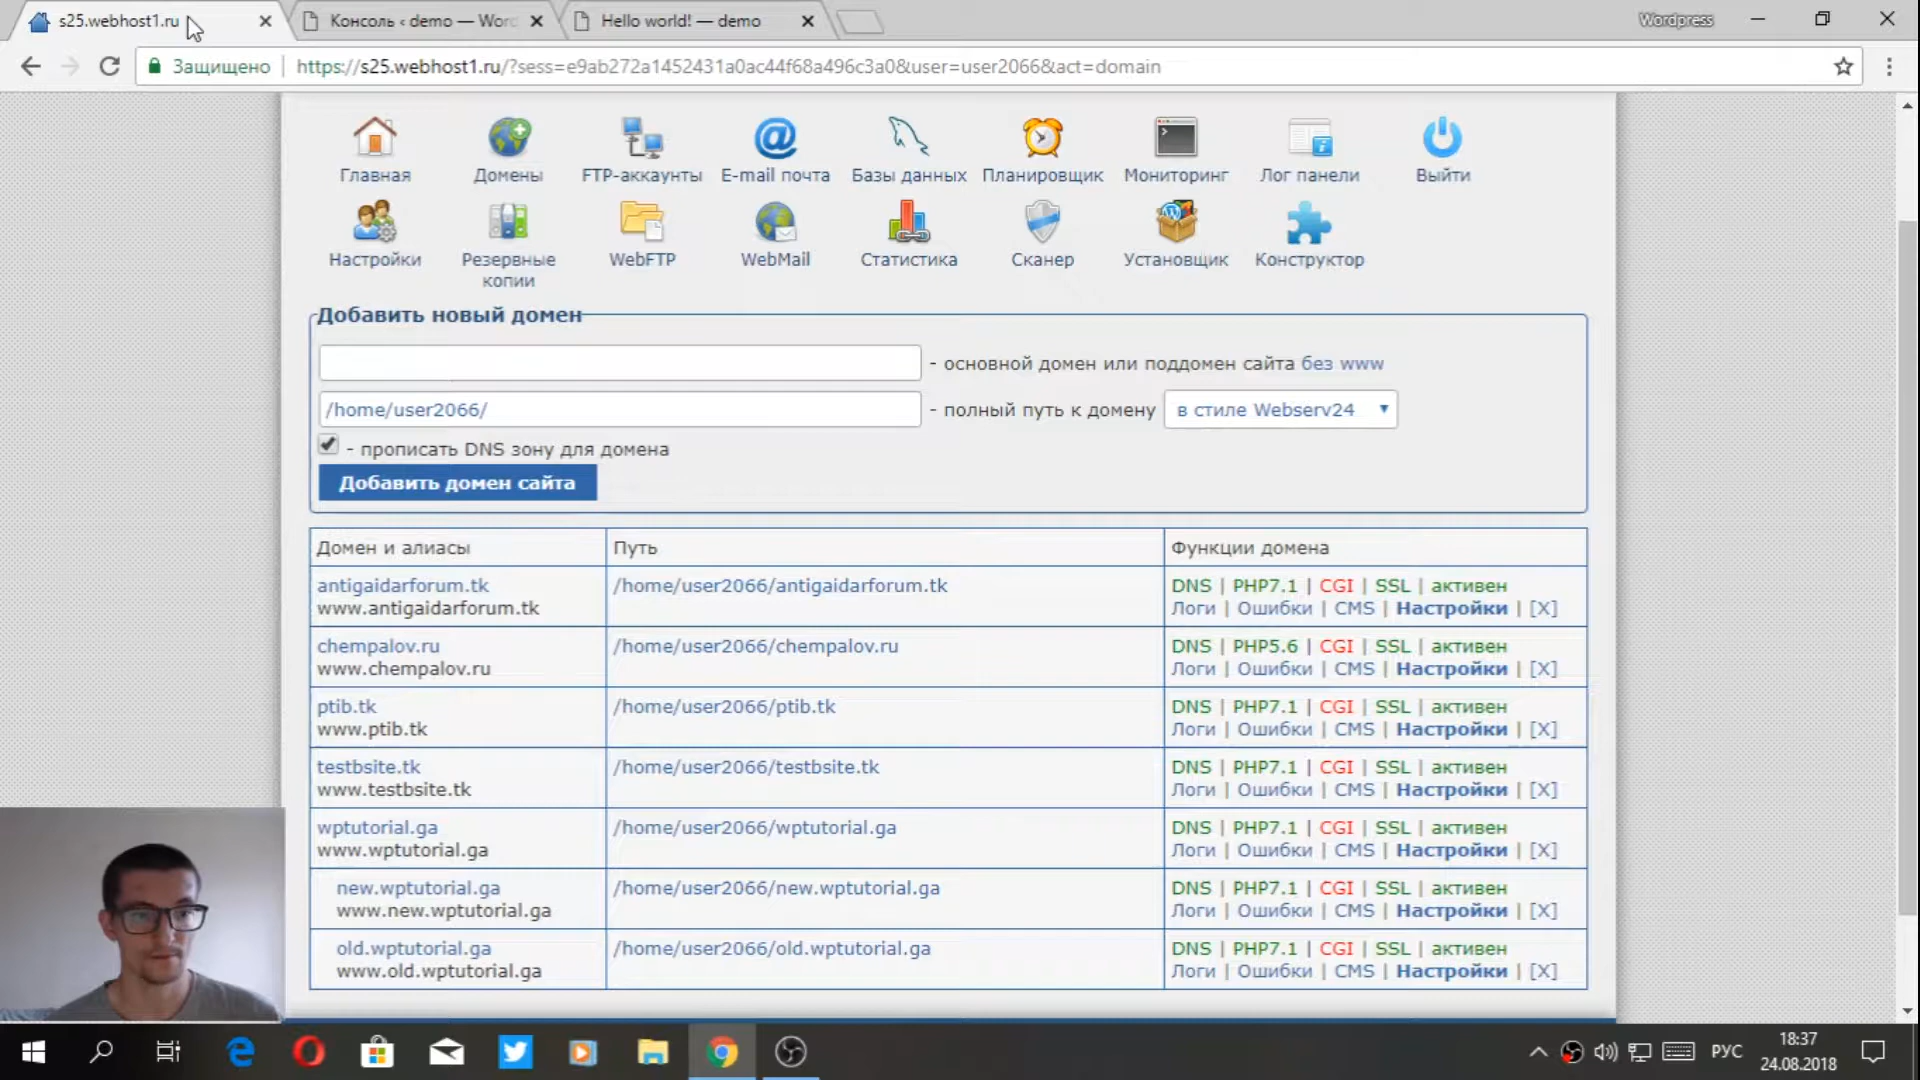 s25.webhost1.ru
Консоль ‹ demo — Word
Hello world! — demo
Wordpress
Защищено
https://s25.webhost1.ru/?sess=e9ab272a1452431a0ac44f68a496c3a0&user=user2066&act=domain
Главная
Домены
FTP-аккаунты
E-mail почта
Базы данных
Планировщик
Мониторинг
Лог панели
Выйти
Настройки
Резервные
копии
WebFTP
WebMail
Статистика
Сканер
Установщик
Конструктор
Добавить новый домен
- основной домен или поддомен сайта без www
/home/user2066/ - полный путь к домену в стиле Webserv24
- прописать DNS зону для домена
Добавить домен сайта
Домен и алиасы Путь Функции домена
antigaidarforum.tk /home/user2066/antigaidarforum.tk DNS | PHP7.1 | CGI | SSL | активен
www.antigaidarforum.tk Логи | Ошибки | CMS | Настройки | [X]
chempalov.ru /home/user2066/chempalov.ru DNS | PHP5.6 | CGI | SSL | активен
www.chempalov.ru Логи | Ошибки | CMS | Настройки | [X]
ptib.tk /home/user2066/ptib.tk DNS | PHP7.1 | CGI | SSL | активен
www.ptib.tk Логи | Ошибки | CMS | Настройки | [X]
testbsite.tk /home/user2066/testbsite.tk DNS | PHP7.1 | CGI | SSL | активен
www.testbsite.tk Логи | Ошибки | CMS | Настройки | [X]
wptutorial.ga /home/user2066/wptutorial.ga DNS | PHP7.1 | CGI | SSL | активен
www.wptutorial.ga Логи | Ошибки | CMS | Настройки | [X]
new.wptutorial.ga /home/user2066/new.wptutorial.ga DNS | PHP7.1 | CGI | SSL | активен
www.new.wptutorial.ga Логи | Ошибки | CMS | Настройки | [X]
old.wptutorial.ga /home/user2066/old.wptutorial.ga DNS | PHP7.1 | CGI | SSL | активен
www.old.wptutorial.ga Логи | Ошибки | CMS | Настройки | [X]
РУС
18:37
24.08.2018